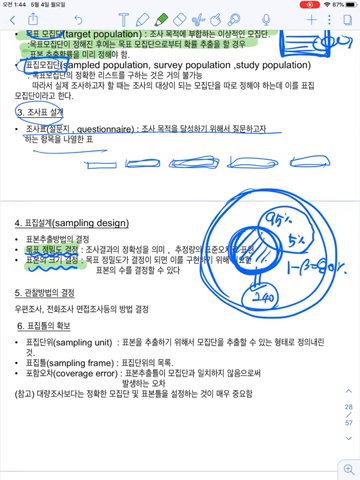 오전 1:44 5월 4일 월요일
87%
• 목표 모집단(target population) : 조사 목적에 부합하는 이상적인 모집단.
:목표모집단이 정해진 후에는 목표 모집단으로부터 확률 추출을 할 경우
표본 추출확률을 미리 정해야 함.
• 표집모집단(sampled population, survey population ,study population)
: 목표모집단의 정확한 리스트를 구하는 것은 거의 불가능
따라서 실제 조사하고자 할 때는 조사의 대상이 되는 모집단을 따로 정해야 하는데 이를 표집
모집단이라고 한다.
3. 조사표 설계
• 조사표(설문지, questionnaire) : 조사 목적을 달성하기 위해서 질문하고자
하는 항목을 나열한 표
4. 표집설계(sampling design)
• 표본추출방법의 결정
• 목표 정밀도 결정 : 조사결과의 정확성을 의미 , 추정량의 표준오차로 표현
• 표본의 크기 결정 : 목표 정밀도가 결정이 되면 이를 구현하기 위해 필요한
표본의 수를 결정할 수 있다
95%
5%
1-β=80%
240
5. 관찰방법의 결정
우편조사, 전화조사 면접조사등의 방법 결정
6. 표집틀의 확보
• 표집단위(sampling unit) : 표본을 추출하기 위해서 모집단을 추출할 수 있는 형태로 정의내린
것.
• 표집틀(sampling frame) : 표집단위의 목록.
• 포함오차(coverage error) : 표본추출틀이 모집단과 일치하지 않음으로써
발생하는 오차
(참고) 대량조사보다는 정확한 모집단 및 표본틀을 설정하는 것이 매우 중요함
28
/
57